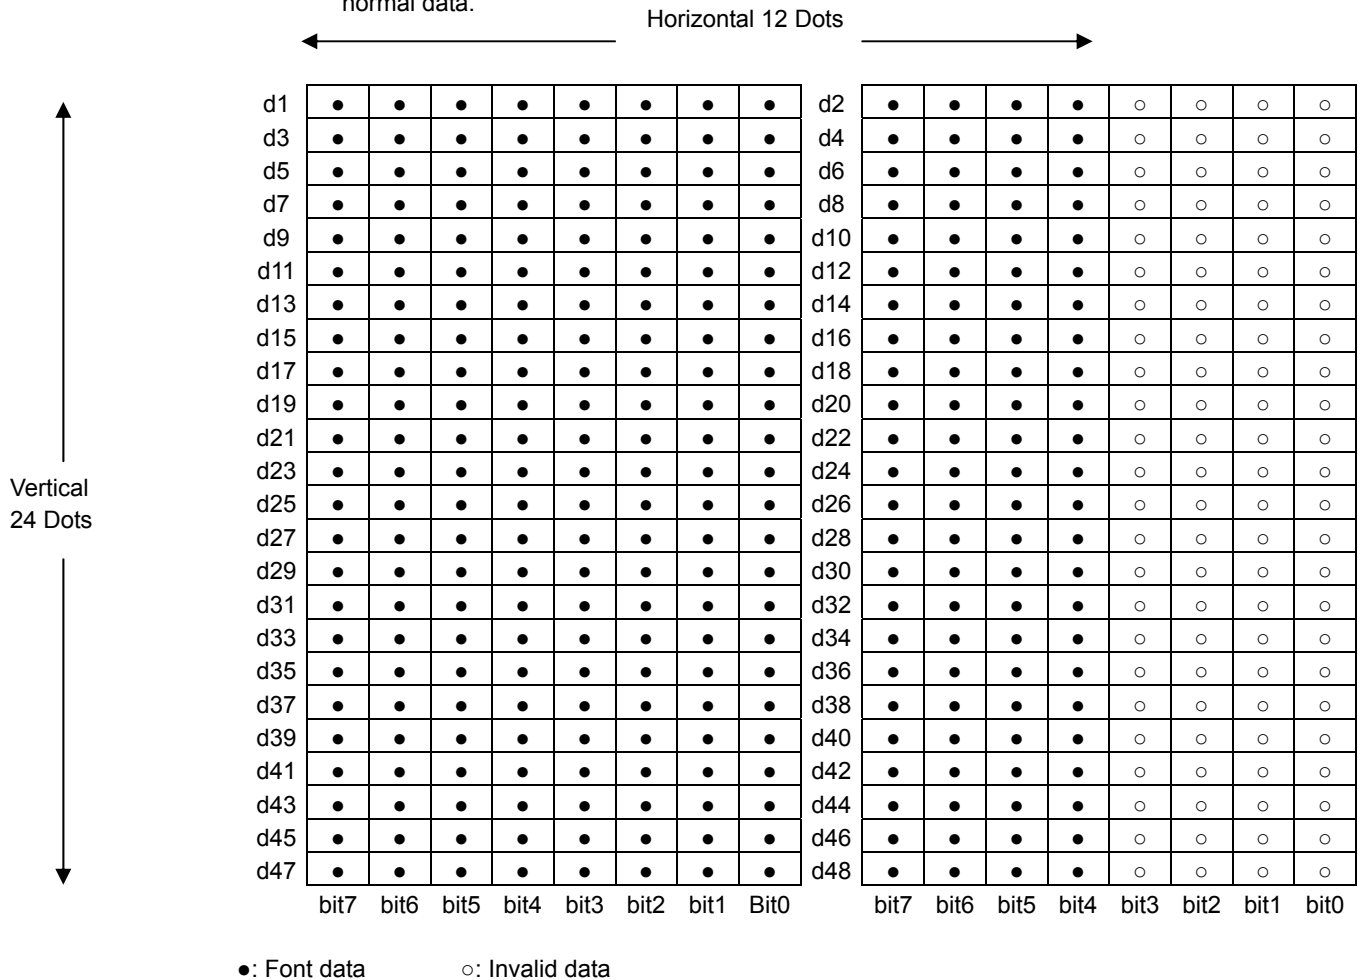 normal data.
Horizontal 12 Dots
d1 ● ● ● ● ● ● ● ● d2 ● ● ● ● ○ ○ ○ ○
d3 ● ● ● ● ● ● ● ● d4 ● ● ● ● ○ ○ ○ ○
d5 ● ● ● ● ● ● ● ● d6 ● ● ● ● ○ ○ ○ ○
d7 ● ● ● ● ● ● ● ● d8 ● ● ● ● ○ ○ ○ ○
d9 ● ● ● ● ● ● ● ● d10 ● ● ● ● ○ ○ ○ ○
d11 ● ● ● ● ● ● ● ● d12 ● ● ● ● ○ ○ ○ ○
d13 ● ● ● ● ● ● ● ● d14 ● ● ● ● ○ ○ ○ ○
d15 ● ● ● ● ● ● ● ● d16 ● ● ● ● ○ ○ ○ ○
d17 ● ● ● ● ● ● ● ● d18 ● ● ● ● ○ ○ ○ ○
d19 ● ● ● ● ● ● ● ● d20 ● ● ● ● ○ ○ ○ ○
d21 ● ● ● ● ● ● ● ● d22 ● ● ● ● ○ ○ ○ ○
d23 ● ● ● ● ● ● ● ● d24 ● ● ● ● ○ ○ ○ ○
Vertical
24 Dots
d25 ● ● ● ● ● ● ● ● d26 ● ● ● ● ○ ○ ○ ○
d27 ● ● ● ● ● ● ● ● d28 ● ● ● ● ○ ○ ○ ○
d29 ● ● ● ● ● ● ● ● d30 ● ● ● ● ○ ○ ○ ○
d31 ● ● ● ● ● ● ● ● d32 ● ● ● ● ○ ○ ○ ○
d33 ● ● ● ● ● ● ● ● d34 ● ● ● ● ○ ○ ○ ○
d35 ● ● ● ● ● ● ● ● d36 ● ● ● ● ○ ○ ○ ○
d37 ● ● ● ● ● ● ● ● d38 ● ● ● ● ○ ○ ○ ○
d39 ● ● ● ● ● ● ● ● d40 ● ● ● ● ○ ○ ○ ○
d41 ● ● ● ● ● ● ● ● d42 ● ● ● ● ○ ○ ○ ○
d43 ● ● ● ● ● ● ● ● d44 ● ● ● ● ○ ○ ○ ○
d45 ● ● ● ● ● ● ● ● d46 ● ● ● ● ○ ○ ○ ○
d47 ● ● ● ● ● ● ● ● d48 ● ● ● ● ○ ○ ○ ○
bit7 bit6 bit5 bit4 bit3 bit2 bit1 Bit0 bit7 bit6 bit5 bit4 bit3 bit2 bit1 bit0
●: Font data ○: Invalid data